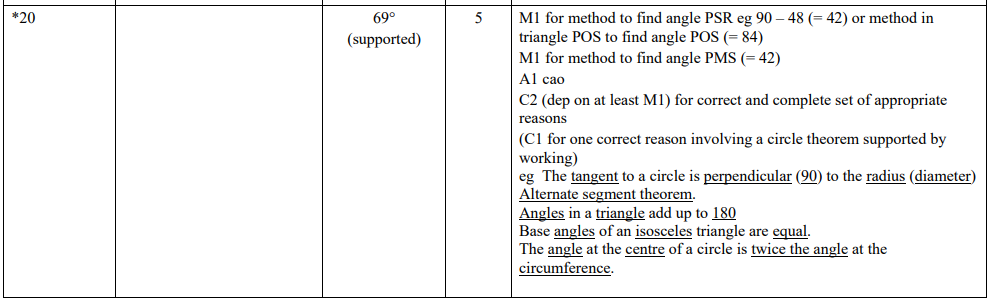 *20
69°
(supported)
5
M1 for method to find angle PSR eg 90 – 48 (= 42) or method in
triangle POS to find angle POS (= 84)
M1 for method to find angle PMS (= 42)
A1 cao
C2 (dep on at least M1) for correct and complete set of appropriate
reasons
(C1 for one correct reason involving a circle theorem supported by
working)
eg  The tangent to a circle is perpendicular (90) to the radius (diameter)
Alternate segment theorem.
Angles in a triangle add up to 180
Base angles of an isosceles triangle are equal.
The angle at the centre of a circle is twice the angle at the
circumference.